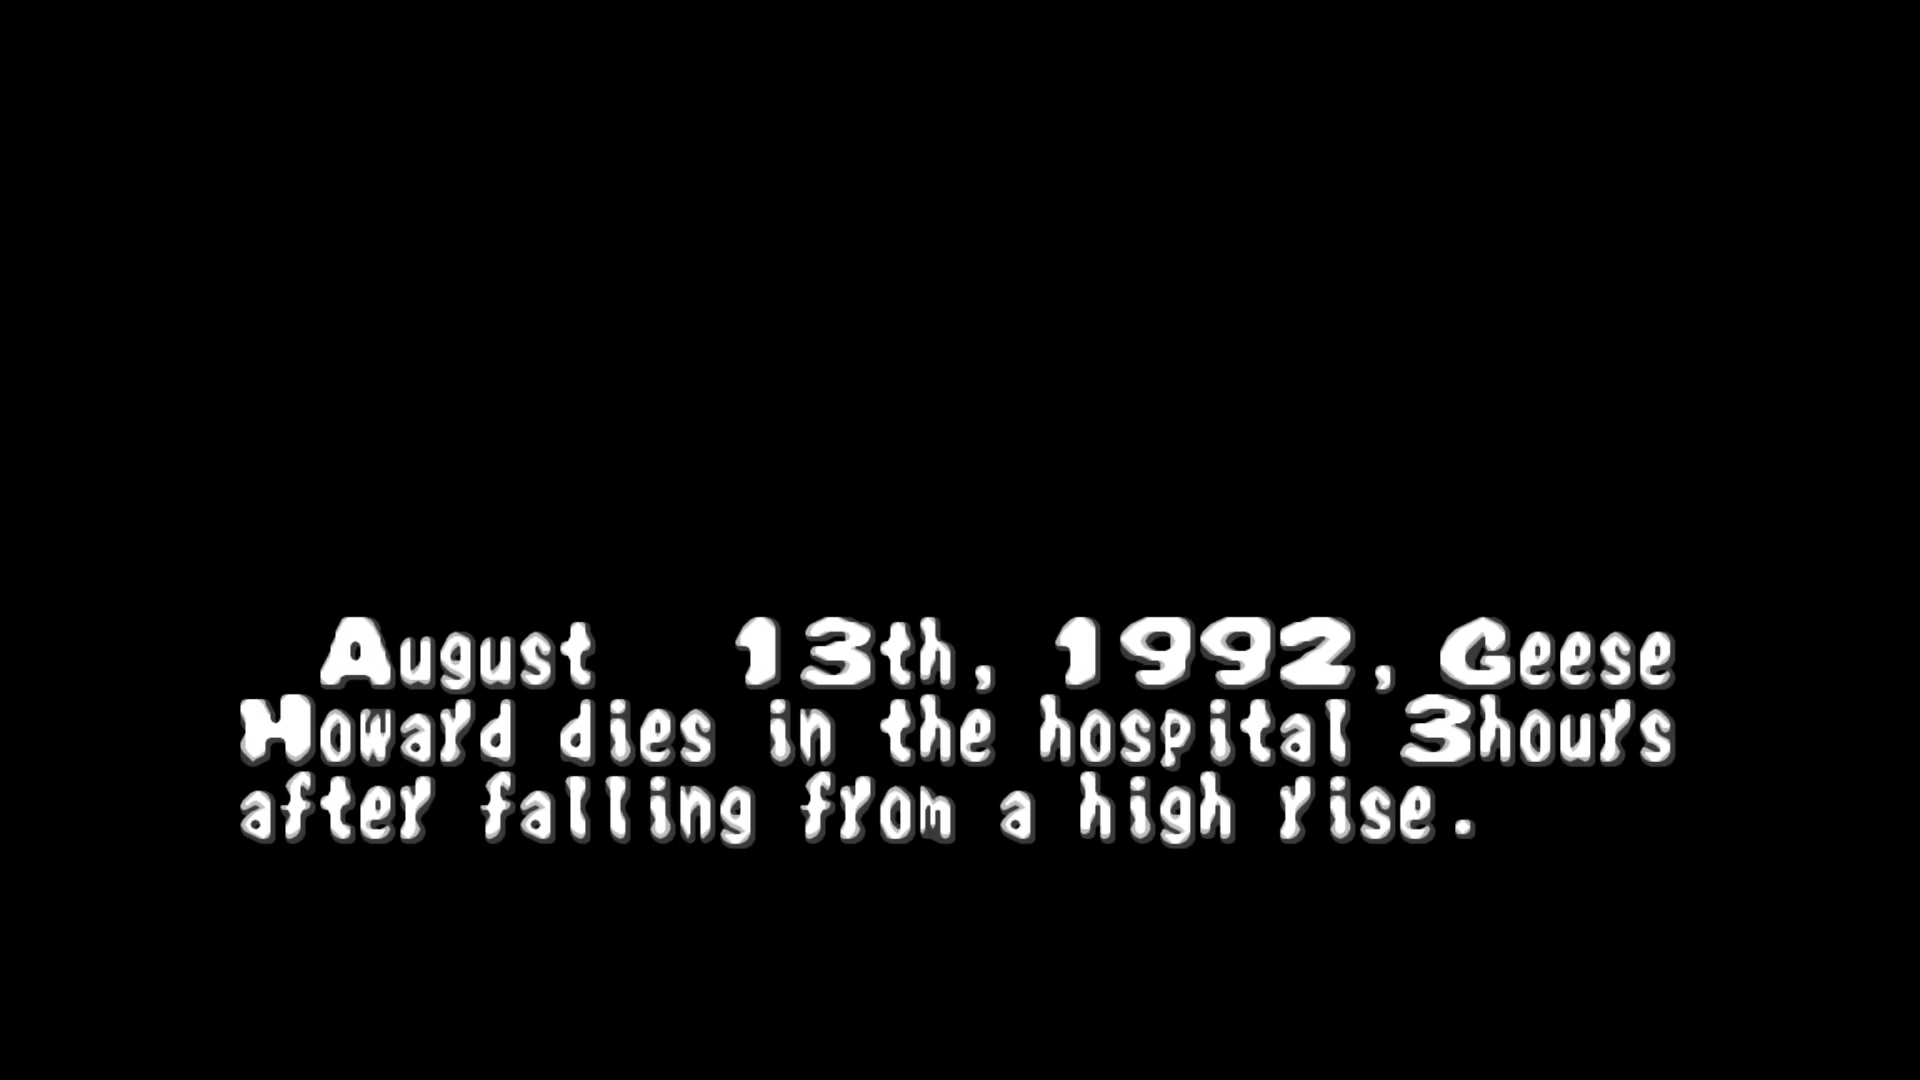 August 13th, 1992, Geese
Howard dies in the hospital 3hours
after falling from a high rise.